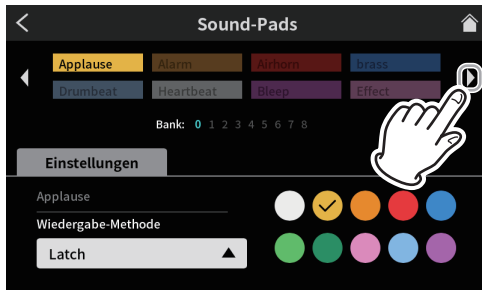 Sound-Pads
Applause Alarm Airhorn brass
Drumbeat Heartbeat Bleep Effect
Bank: 0 1 2 3 4 5 6 7 8
Einstellungen
Applause
Wiedergabe-Methode
Latch